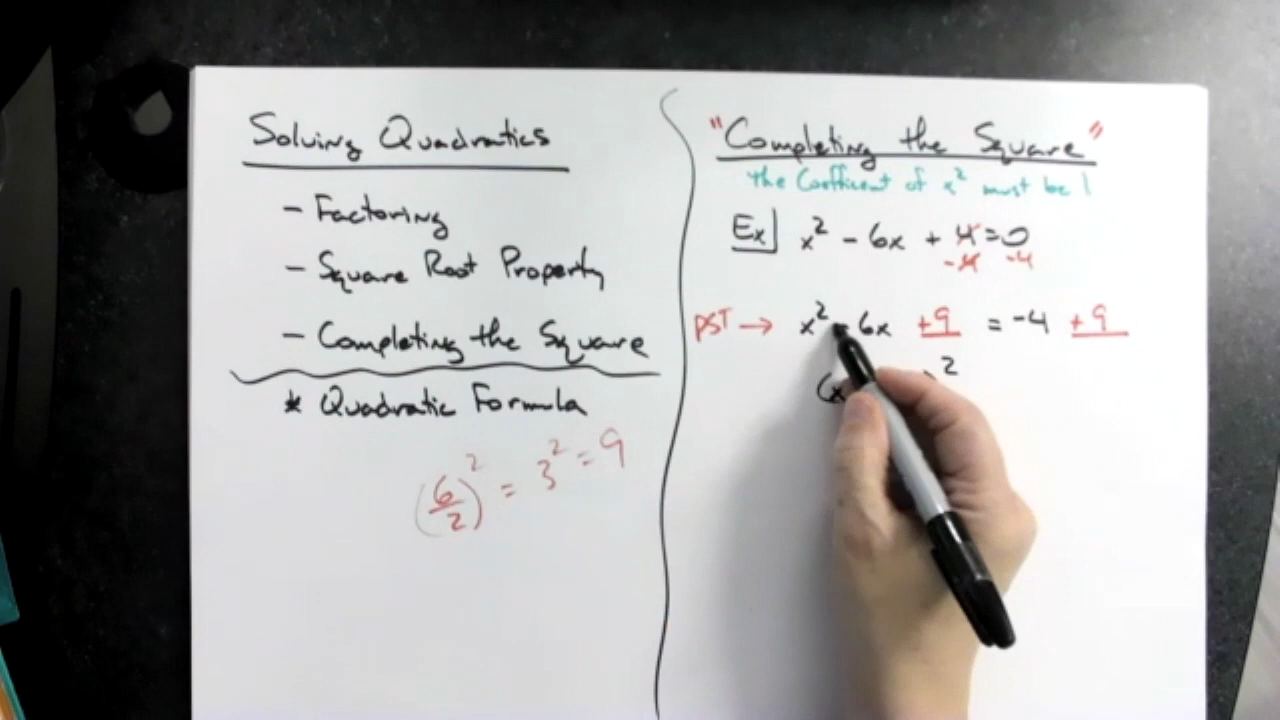 Solving Quadratics
- Factoring
- Square Root Property
- Completing the Square
* Quadratic Formula
(6/2)² = 3² = 9
"Completing the Square"
the Coefficient of x² must be 1
Ex] x² - 6x + 4 = 0
-4 -4
PST → x² - 6x +9 = -4 +9
(x )²